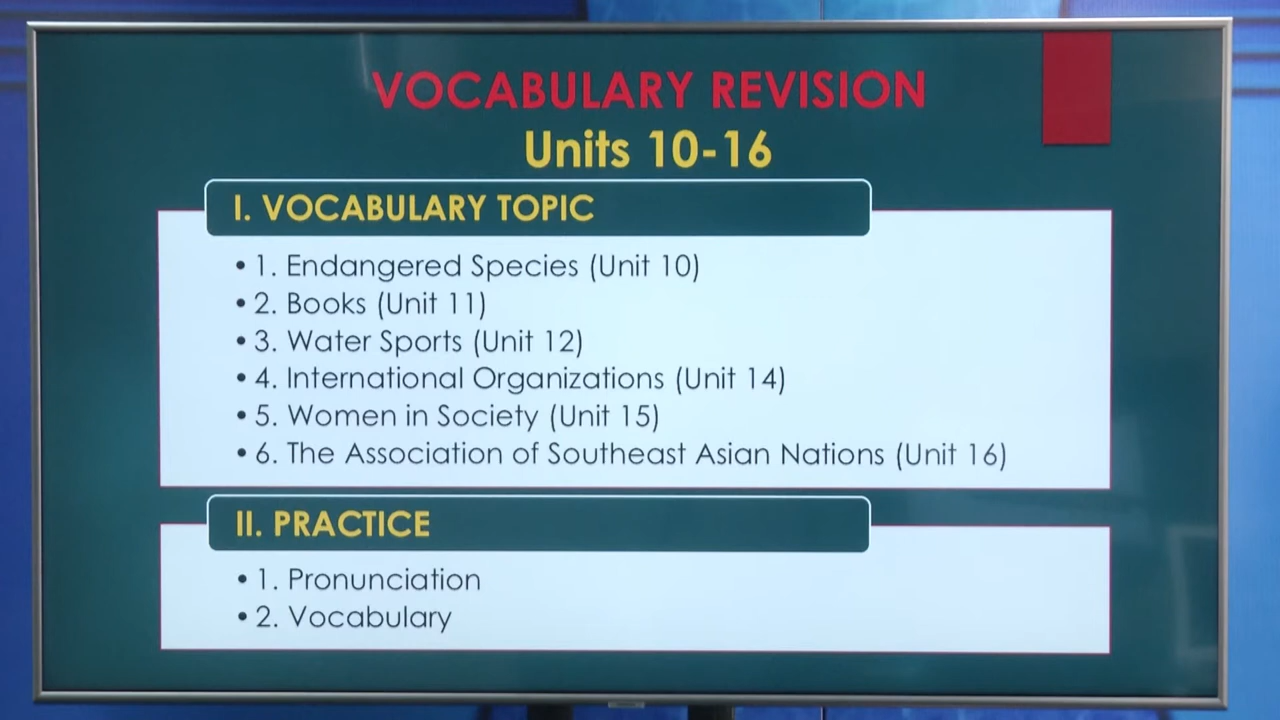 VOCABULARY REVISION
Units 10-16
I. VOCABULARY TOPIC
• 1. Endangered Species (Unit 10)
• 2. Books (Unit 11)
• 3. Water Sports (Unit 12)
• 4. International Organizations (Unit 14)
• 5. Women in Society (Unit 15)
• 6. The Association of Southeast Asian Nations (Unit 16)
II. PRACTICE
• 1. Pronunciation
• 2. Vocabulary